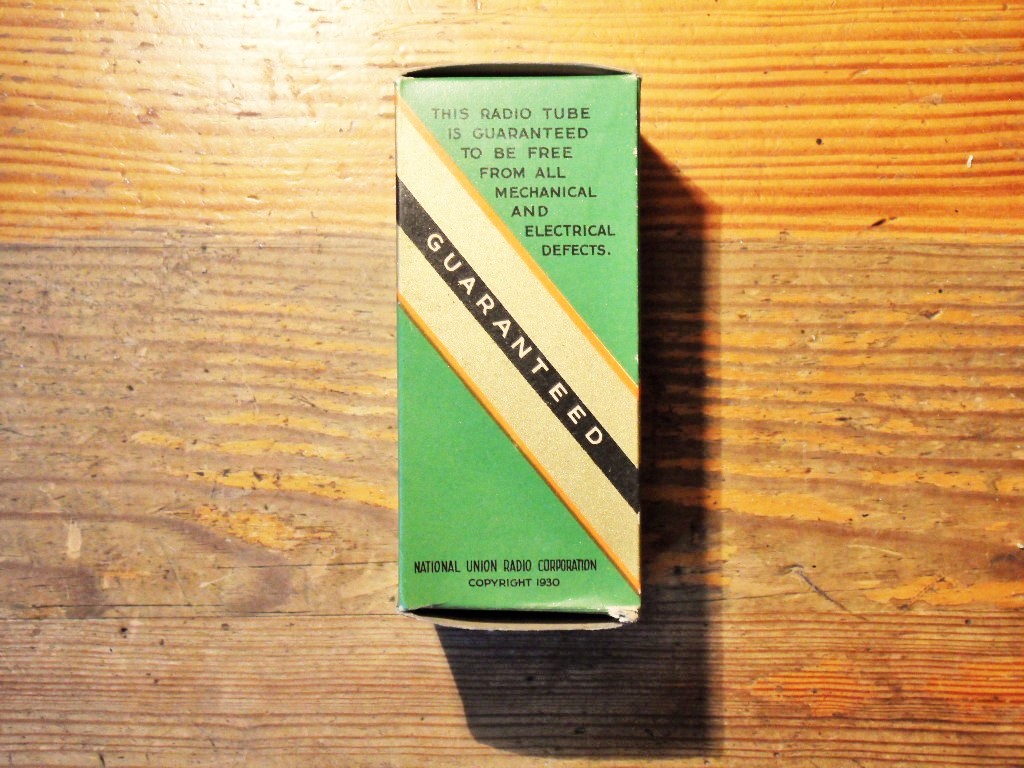 THIS RADIO TUBE
IS GUARANTEED
TO BE FREE
FROM ALL
MECHANICAL
AND
ELECTRICAL
DEFECTS.
GUARANTEED
NATIONAL UNION RADIO CORPORATION
COPYRIGHT 1930